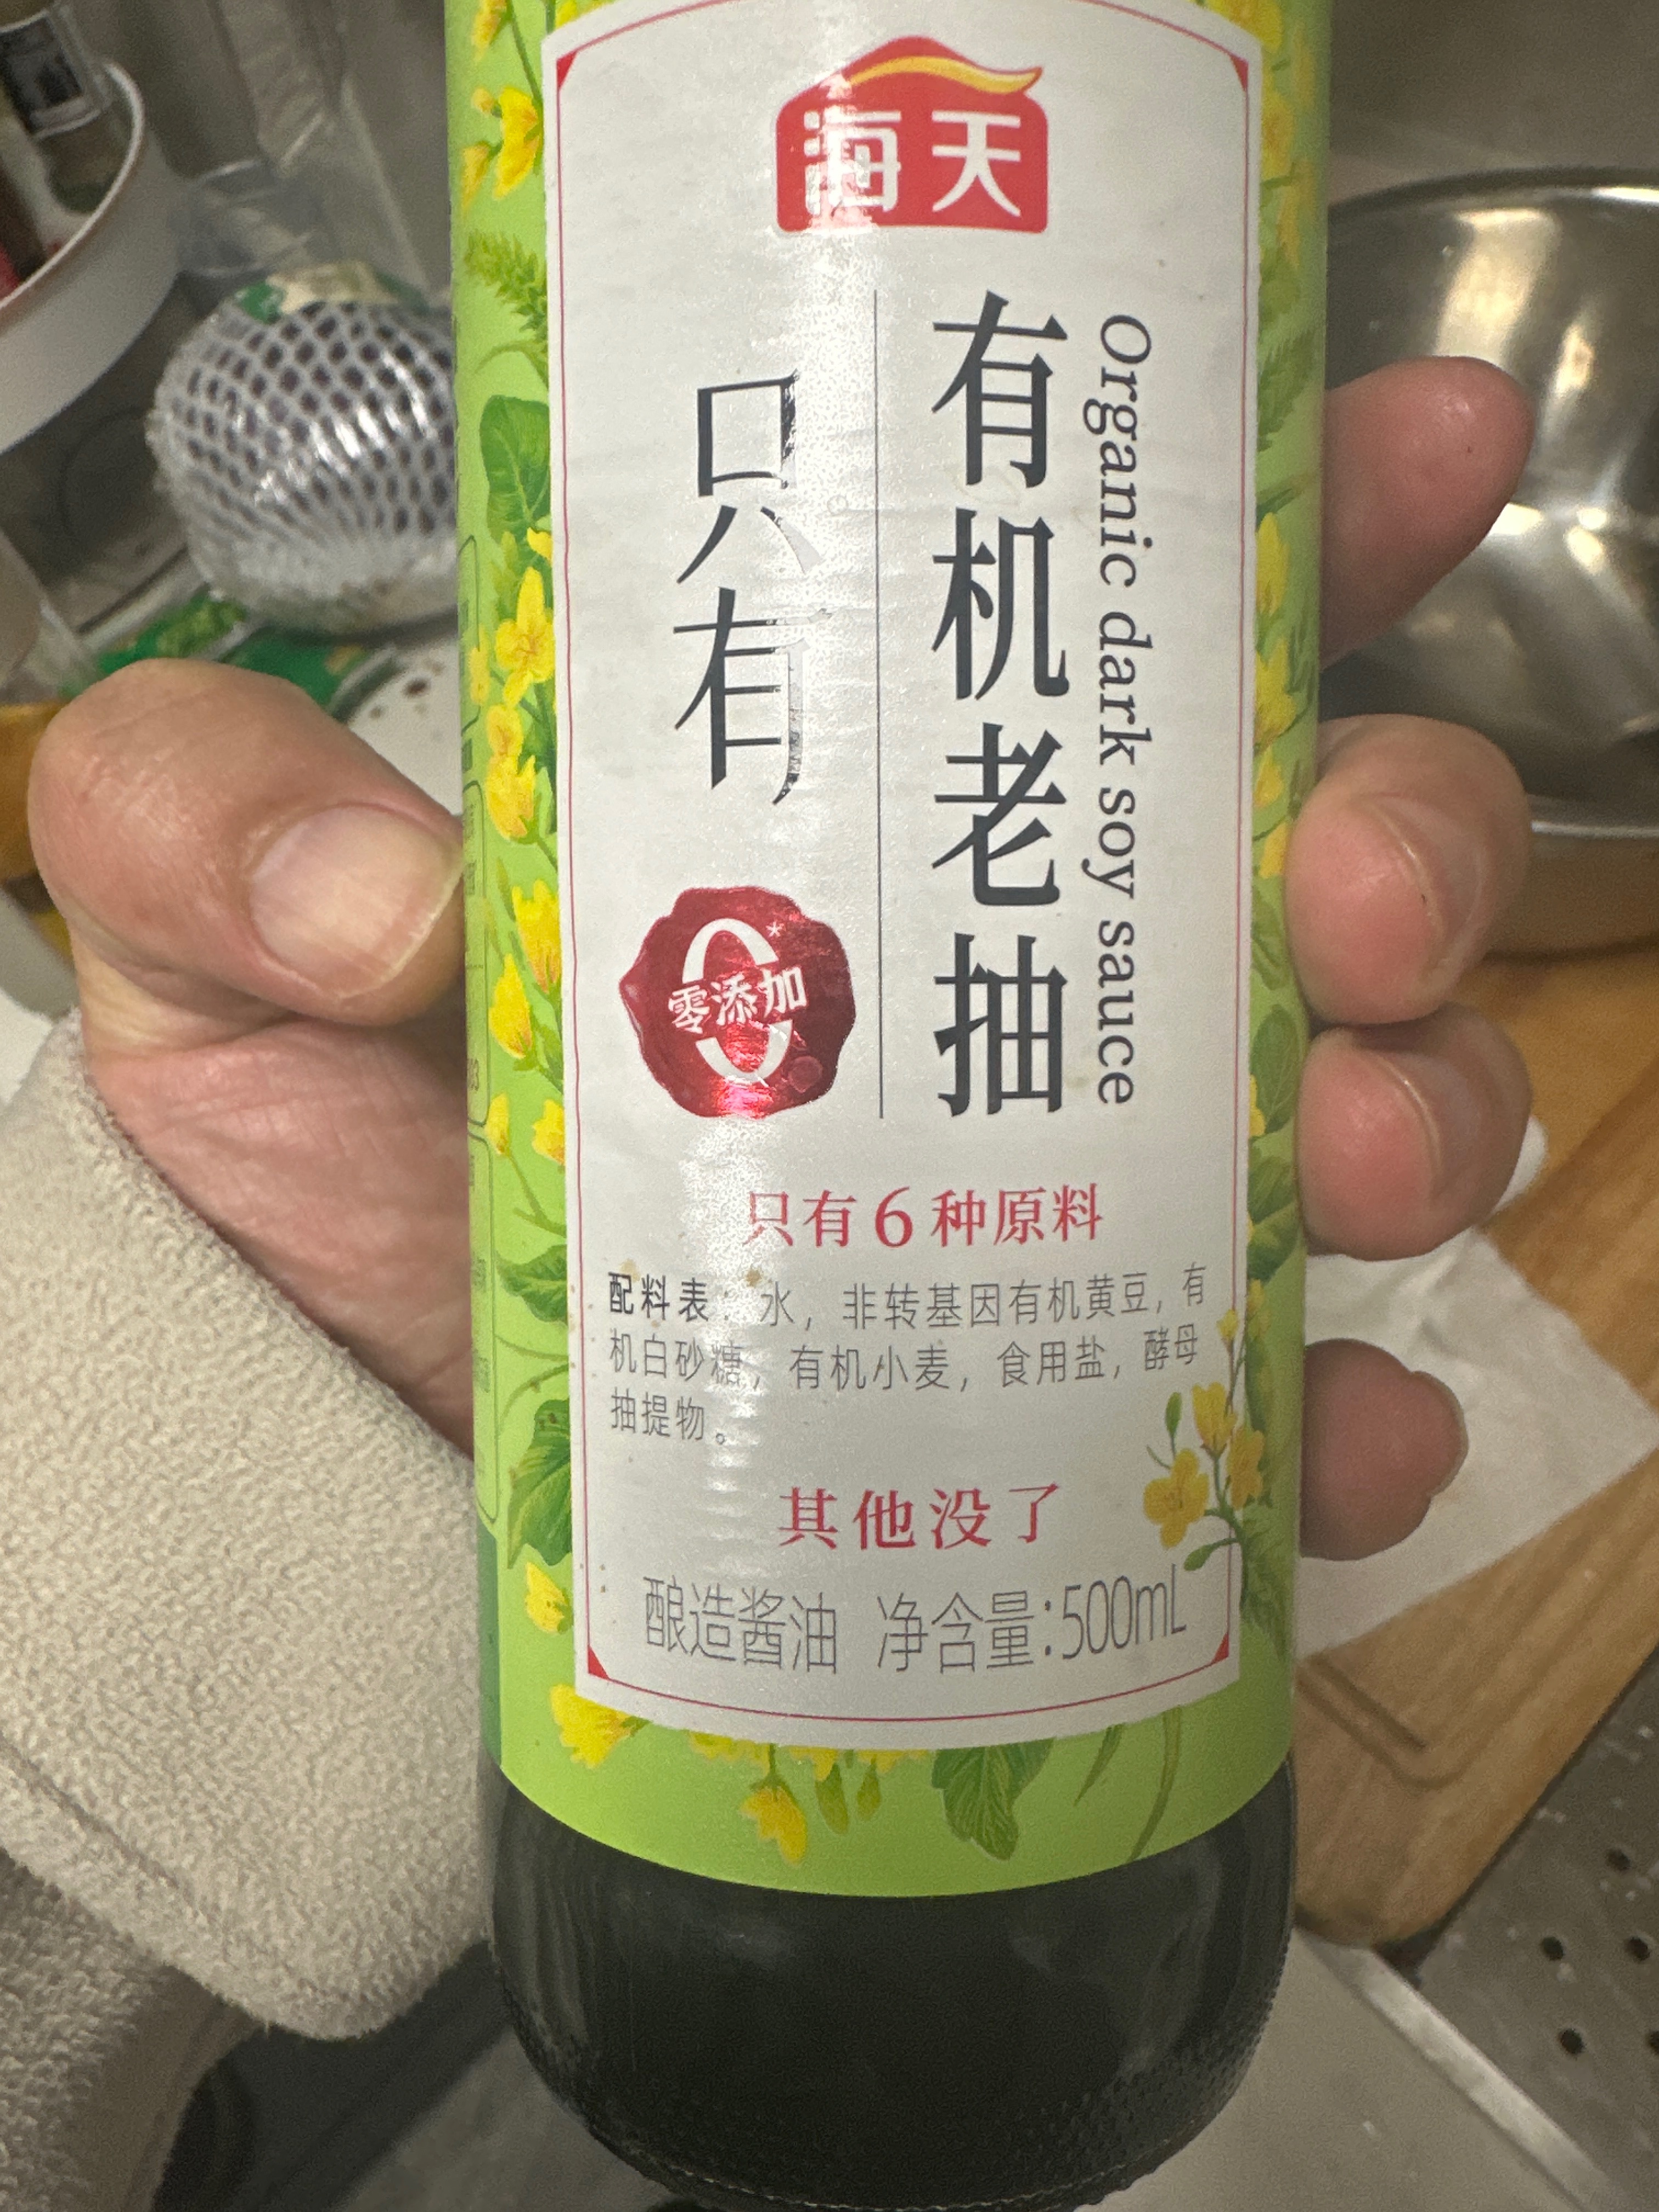 海天
Organic dark soy sauce
有机老抽
只有
0*
零添加
只有6种原料
配料表：水，非转基因有机黄豆，有
机白砂糖，有机小麦，食用盐，酵母
抽提物。
其他没了
酿造酱油 净含量:500mL